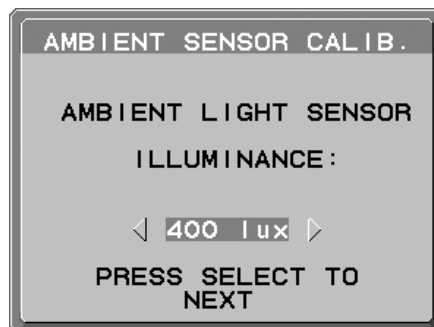 AMBIENT SENSOR CALIB.
AMBIENT LIGHT SENSOR
ILLUMINANCE:
400 lux
PRESS SELECT TO
NEXT